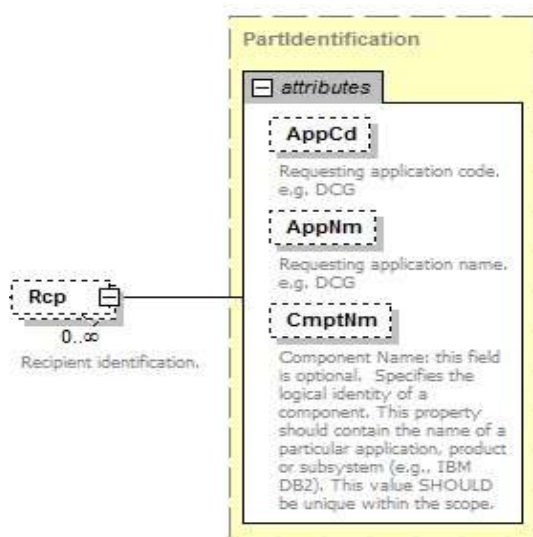 PartIdentification
attributes
AppCd
Requesting application code.
e.g. DCG
AppNm
Requesting application name.
e.g. DCG
Rcp
0..∞
Recipient identification.
CmptNm
Component Name: this field
is optional.  Specifies the
logical identity of a
component. This property
should contain the name of a
particular application, product
or subsystem (e.g., IBM
DB2). This value SHOULD
be unique within the scope.